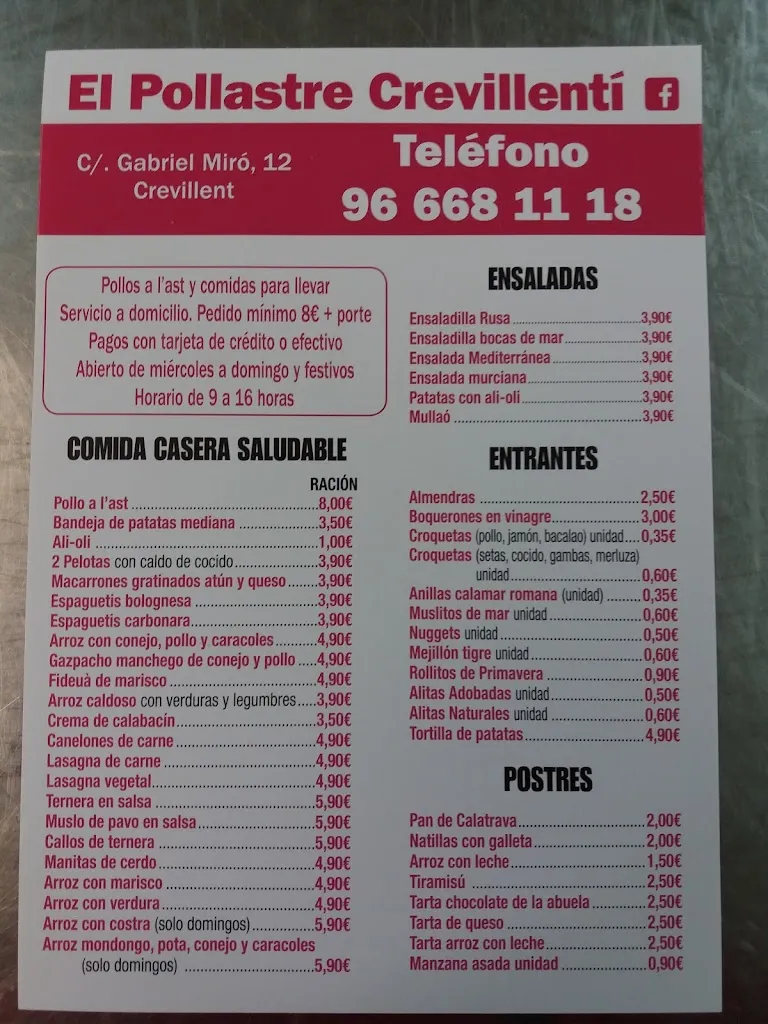 El Pollastre Crevillentí f
C/. Gabriel Miró, 12
Crevillent
Teléfono
96 668 11 18
Pollos a l'ast y comidas para llevar
Servicio a domicilio. Pedido mínimo 8€ + porte
Pagos con tarjeta de crédito o efectivo
Abierto de miércoles a domingo y festivos
Horario de 9 a 16 horas
COMIDA CASERA SALUDABLE
RACIÓN
Pollo a l'ast ........ 8,00€
Bandeja de patatas mediana ........ 3,50€
Ali-oli ........ 1,00€
2 Pelotas con caldo de cocido ........ 3,90€
Macarrones gratinados atún y queso ........ 3,90€
Espaguetis bolognesa ........ 3,90€
Espaguetis carbonara ........ 3,90€
Arroz con conejo, pollo y caracoles ........ 4,90€
Gazpacho manchego de conejo y pollo ..... 4,90€
Fideuà de marisco ........ 4,90€
Arroz caldoso con verduras y legumbres ..... 3,90€
Crema de calabacín ........ 3,50€
Canelones de carne ........ 4,90€
Lasagna de carne ........ 4,90€
Lasagna vegetal ........ 4,90€
Ternera en salsa ........ 5,90€
Muslo de pavo en salsa ........ 5,90€
Callos de ternera ........ 5,90€
Manitas de cerdo ........ 4,90€
Arroz con marisco ........ 4,90€
Arroz con verdura ........ 4,90€
Arroz con costra (solo domingos) ........ 5,90€
Arroz mondongo, pota, conejo y caracoles
(solo domingos) ........ 5,90€
ENSALADAS
Ensaladilla Rusa ........ 3,90€
Ensaladilla bocas de mar ........ 3,90€
Ensalada Mediterránea ........ 3,90€
Ensalada murciana ........ 3,90€
Patatas con ali-oli ........ 3,90€
Mullaó ........ 3,90€
ENTRANTES
Almendras ........ 2,50€
Boquerones en vinagre ........ 3,00€
Croquetas (pollo, jamón, bacalao) unidad .... 0,35€
Croquetas (setas, cocido, gambas, merluza)
unidad ........ 0,60€
Anillas calamar romana (unidad) ........ 0,35€
Muslitos de mar unidad ........ 0,60€
Nuggets unidad ........ 0,50€
Mejillón tigre unidad ........ 0,60€
Rollitos de Primavera ........ 0,90€
Alitas Adobadas unidad ........ 0,50€
Alitas Naturales unidad ........ 0,60€
Tortilla de patatas ........ 4,90€
POSTRES
Pan de Calatrava ........ 2,00€
Natillas con galleta ........ 2,00€
Arroz con leche ........ 1,50€
Tiramisú ........ 2,50€
Tarta chocolate de la abuela ........ 2,50€
Tarta de queso ........ 2,50€
Tarta arroz con leche ........ 2,50€
Manzana asada unidad ........ 0,90€